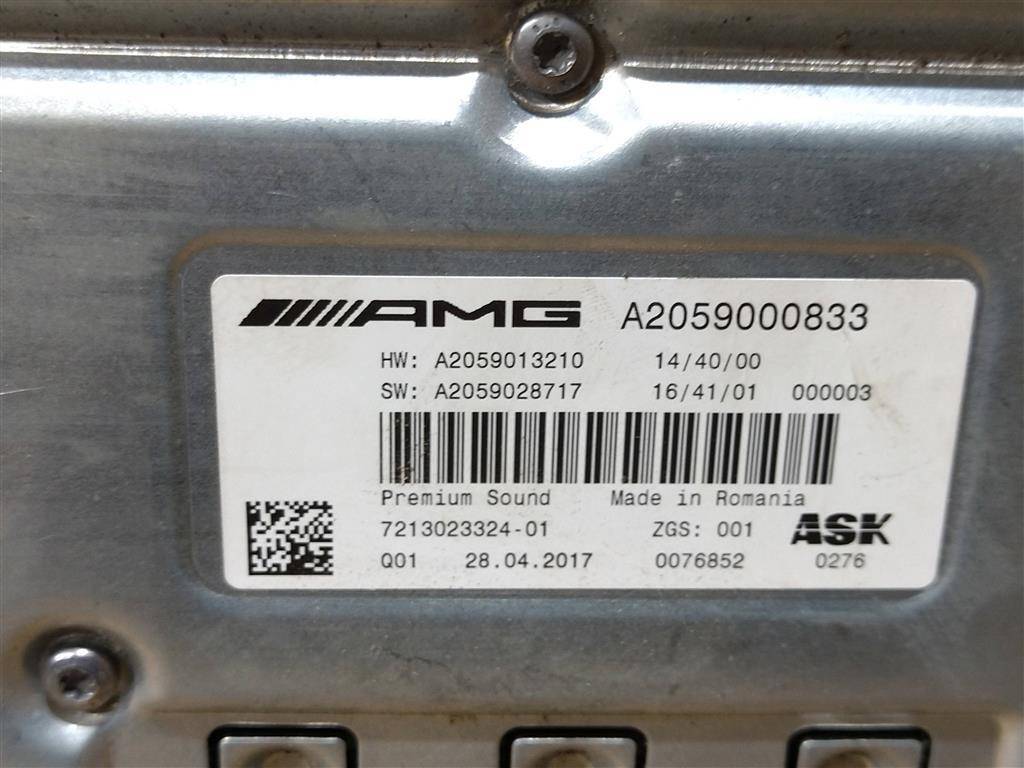 AMG A2059000833
HW: A2059013210 14/40/00
SW: A2059028717 16/41/01 000003
Premium Sound Made in Romania
7213023324-01 ZGS: 001 ASK
Q01 28.04.2017 0076852 0276